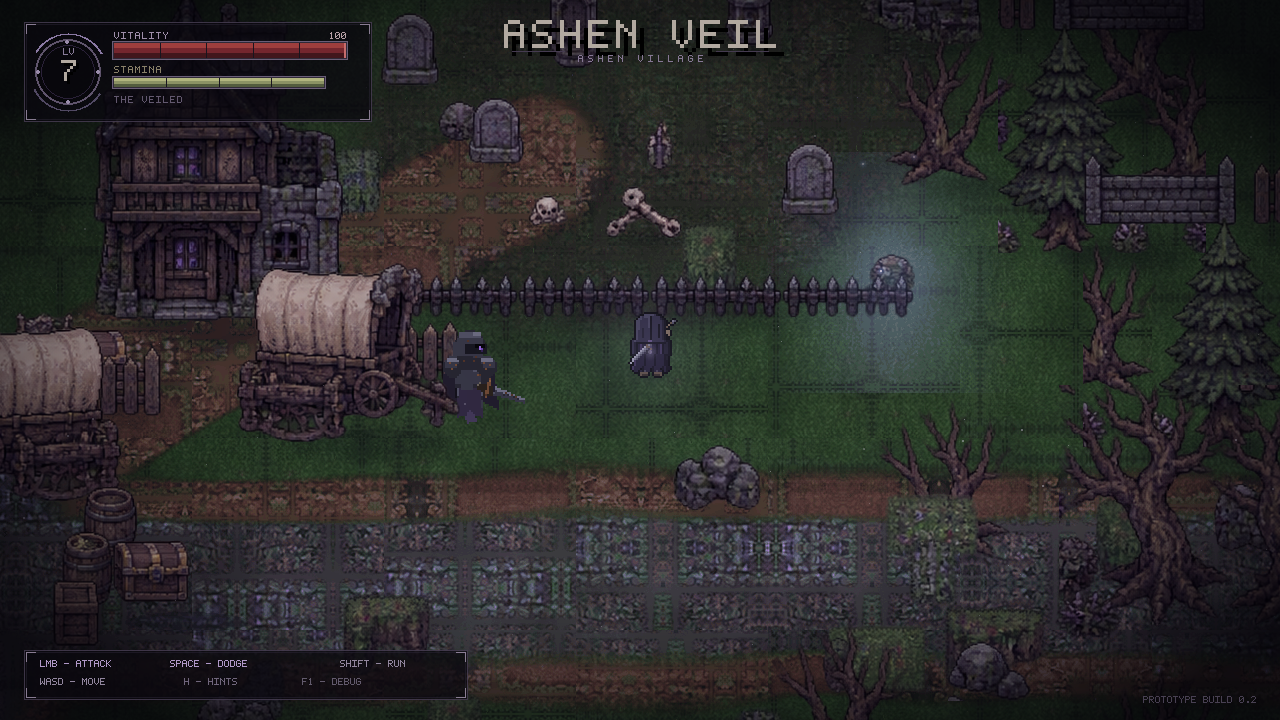 ASHEN VEIL
ASHEN VILLAGE
VITALITY 100
LV
7
STAMINA
THE VEILED
LMB - ATTACK SPACE - DODGE SHIFT - RUN
WASD - MOVE H - HINTS F1 - DEBUG
PROTOTYPE BUILD 0.2